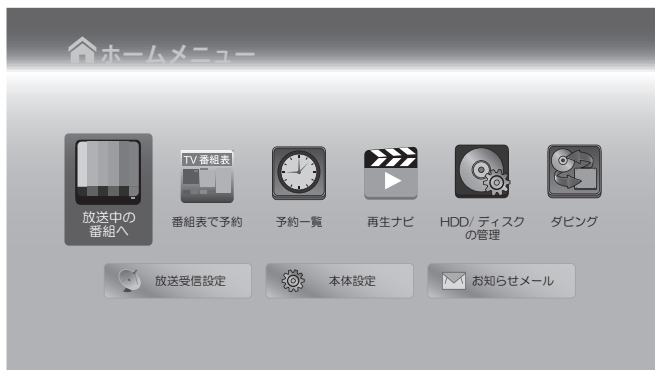 ホームメニュー
TV 番組表
放送中の
番組へ
番組表で予約
予約一覧
再生ナビ
HDD/ ディスク
の管理
ダビング
放送受信設定
本体設定
お知らせメール